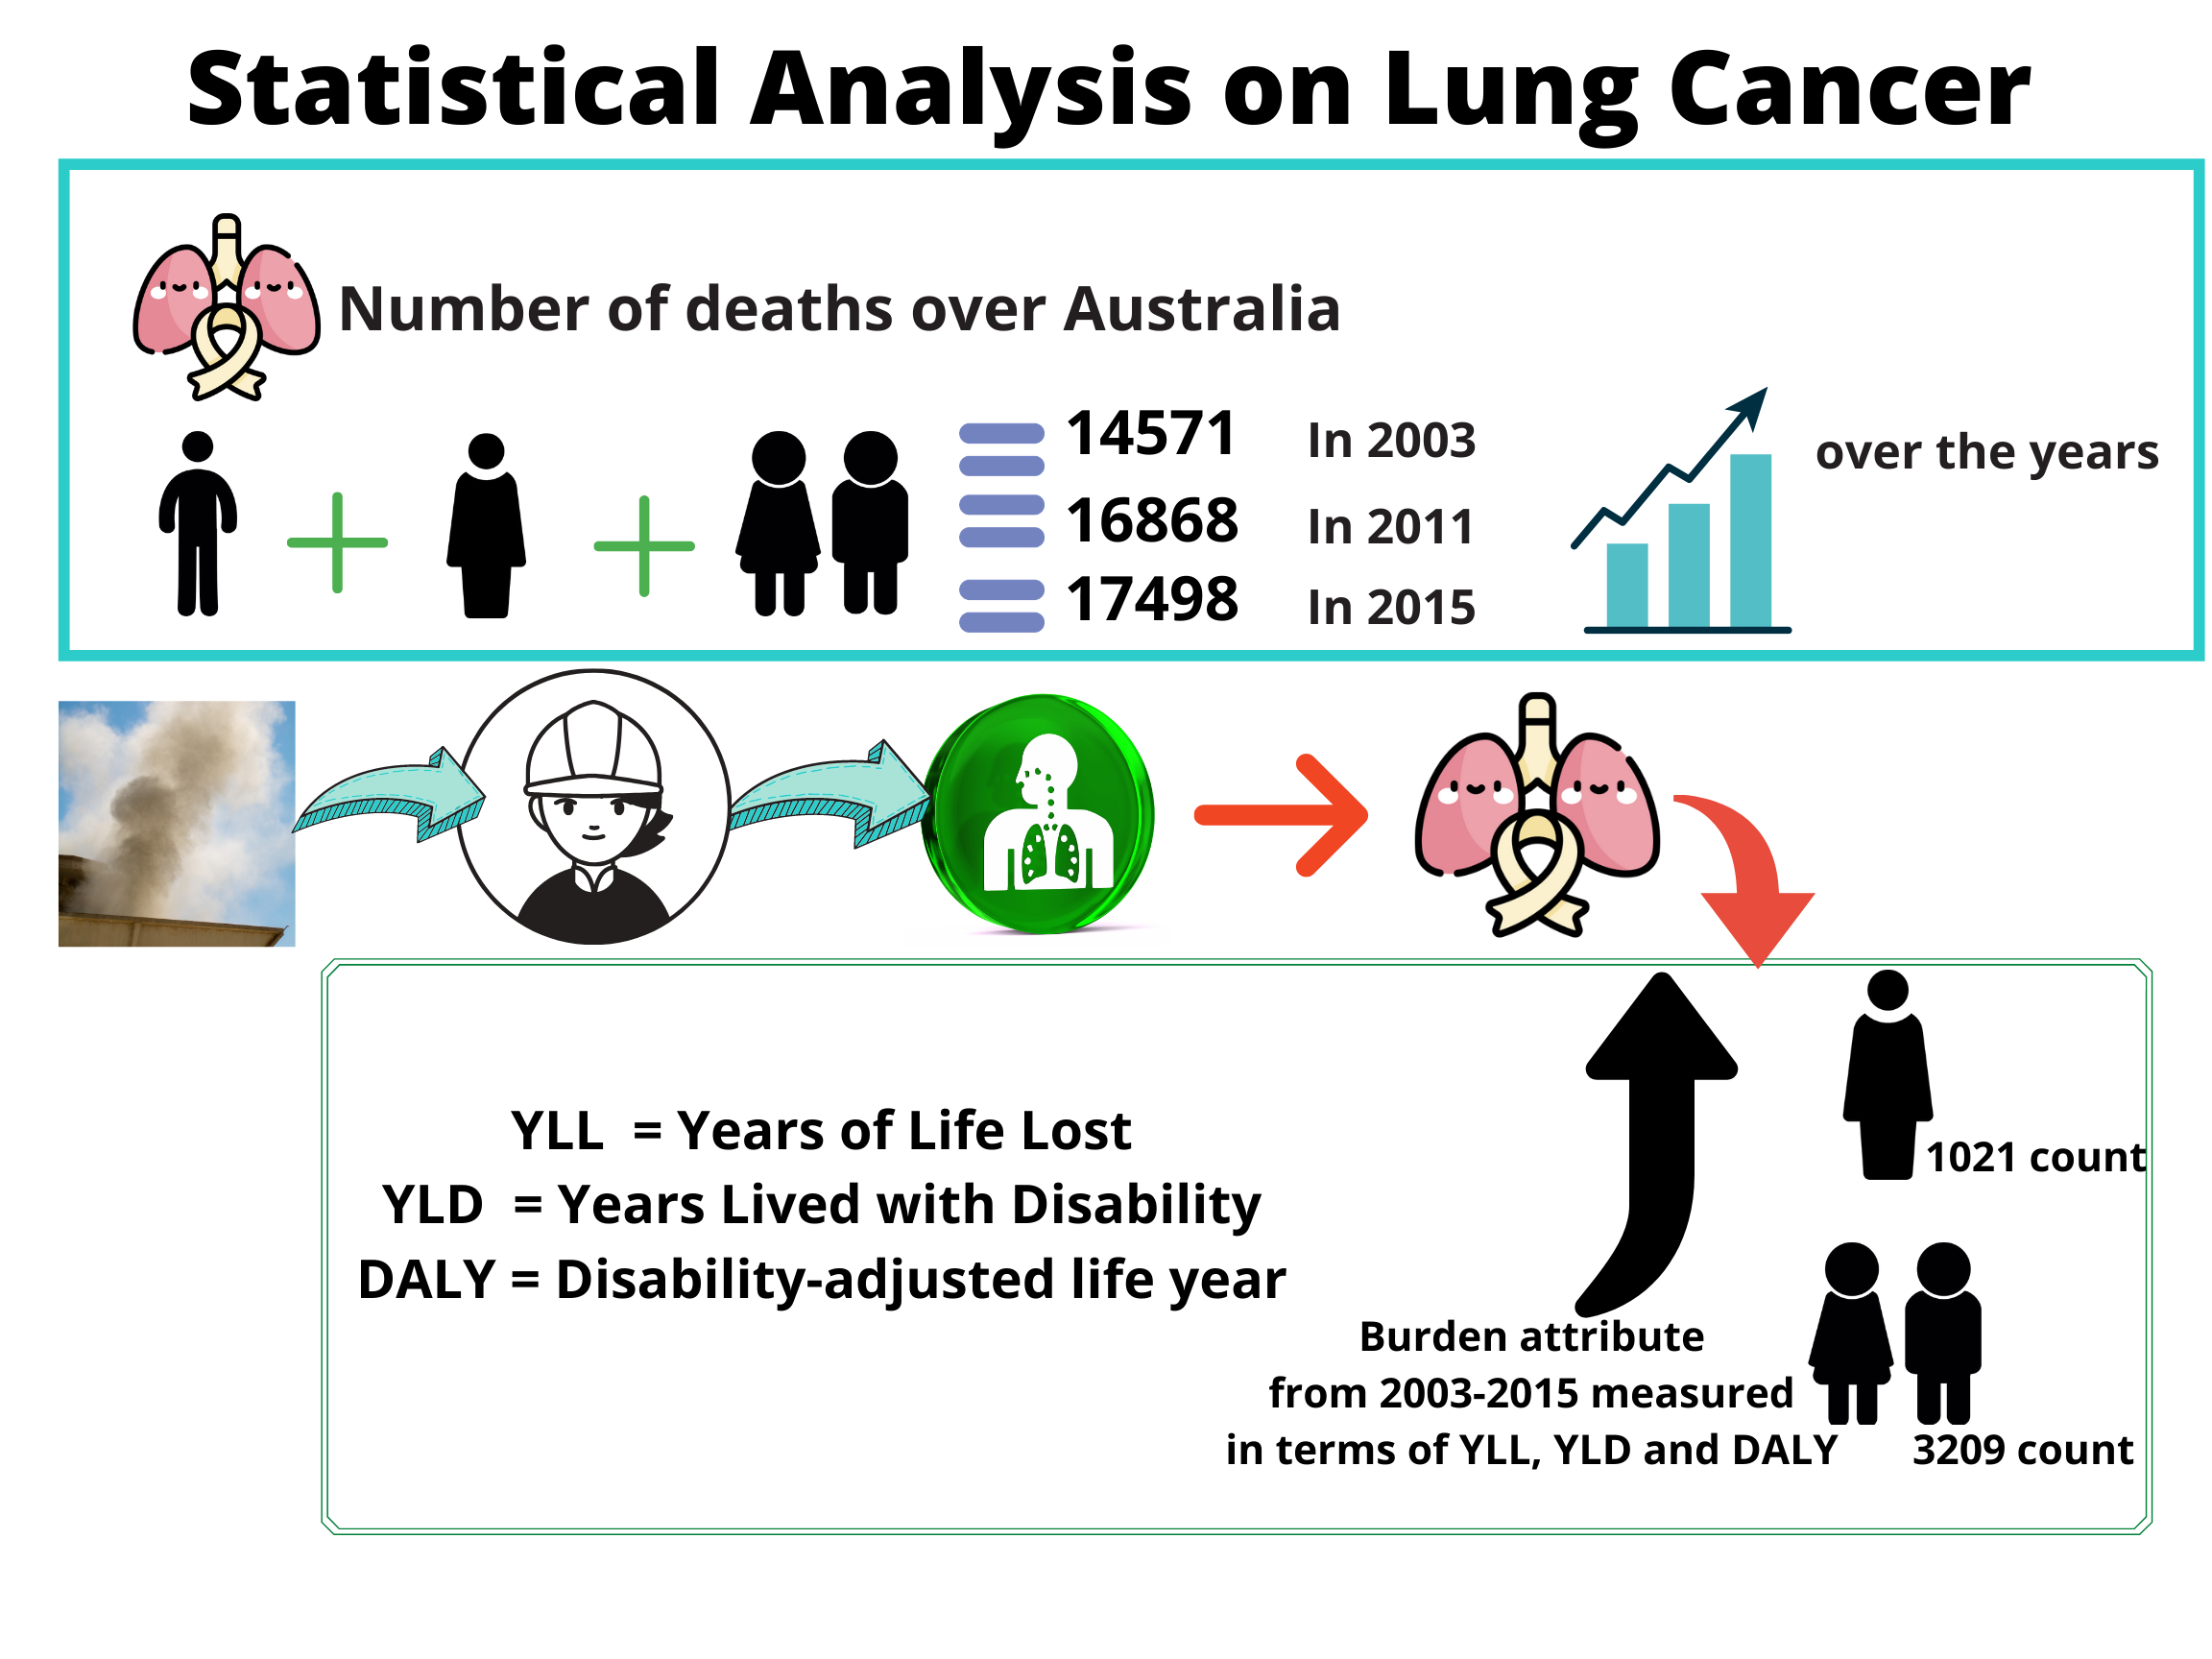 Statistical Analysis on Lung Cancer
Number of deaths over Australia
14571 In 2003
16868 In 2011
17498 In 2015
over the years
YLL = Years of Life Lost
YLD = Years Lived with Disability
DALY = Disability-adjusted life year
1021 count
Burden attribute
from 2003-2015 measured
in terms of YLL, YLD and DALY
3209 count